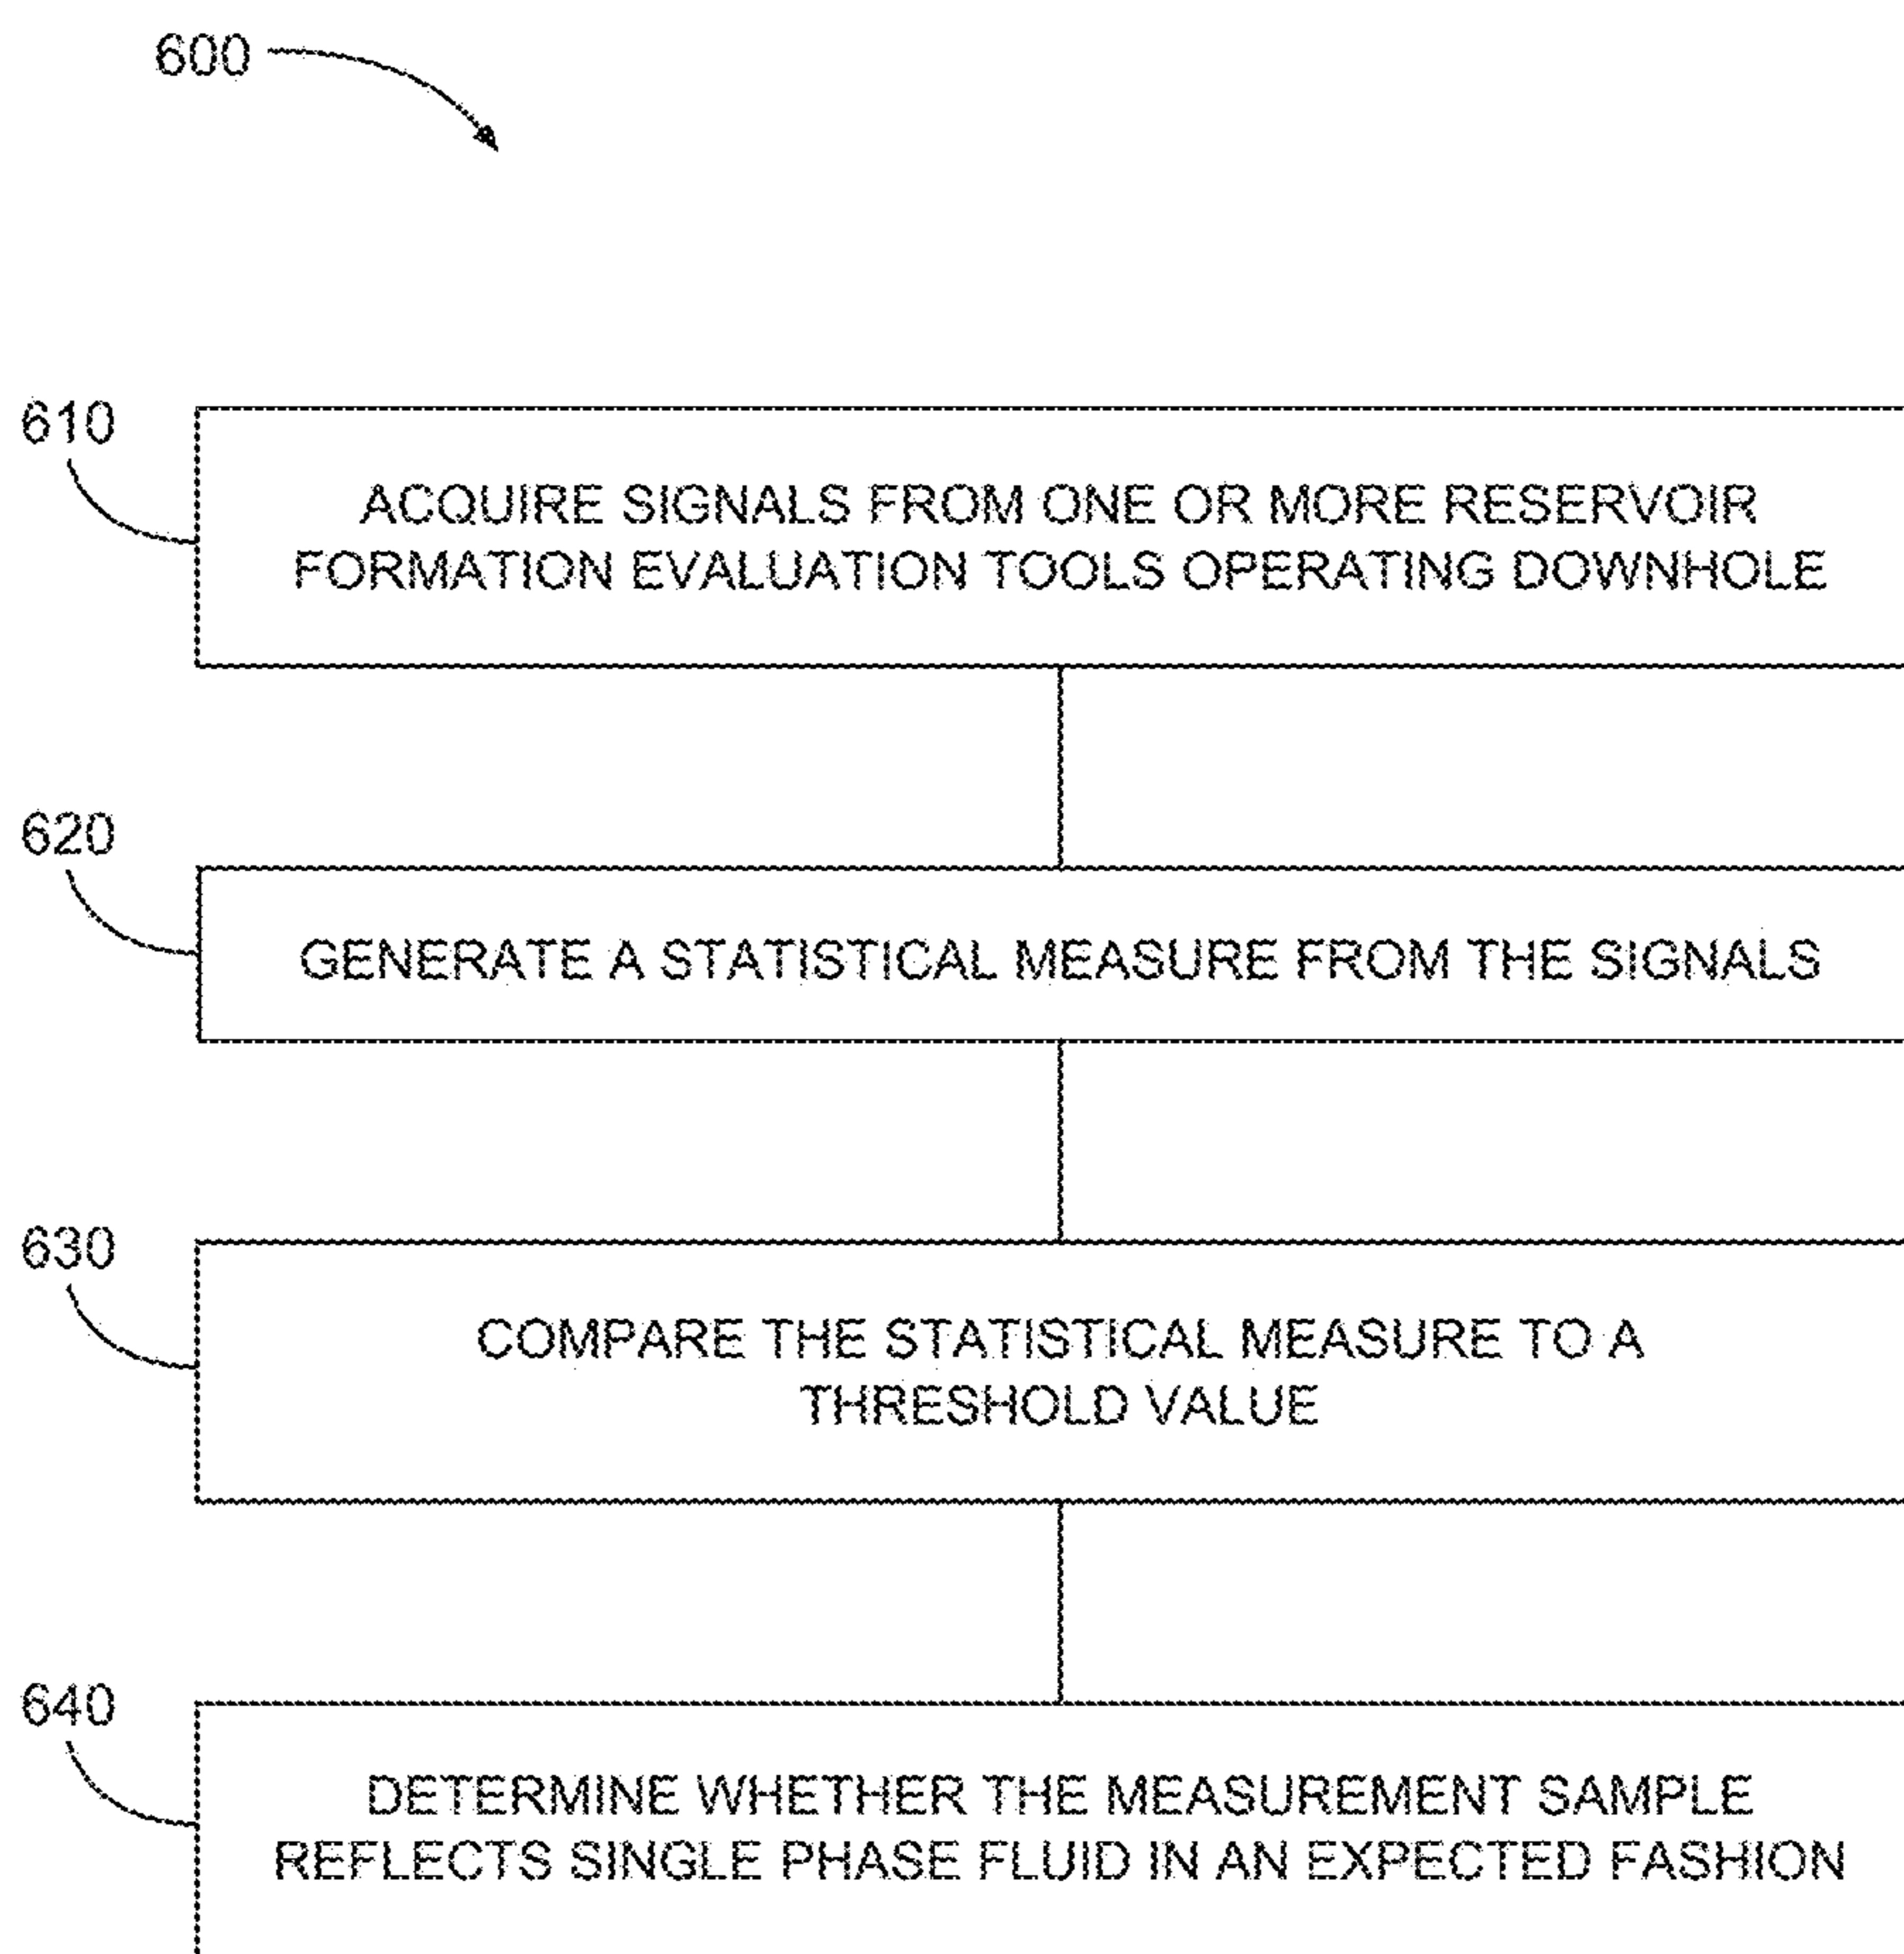 600
610
ACQUIRE SIGNALS FROM ONE OR MORE RESERVOIR
FORMATION EVALUATION TOOLS OPERATING DOWNHOLE
620
GENERATE A STATISTICAL MEASURE FROM THE SIGNALS
630
COMPARE THE STATISTICAL MEASURE TO A
THRESHOLD VALUE
640
DETERMINE WHETHER THE MEASUREMENT SAMPLE
REFLECTS SINGLE PHASE FLUID IN AN EXPECTED FASHION